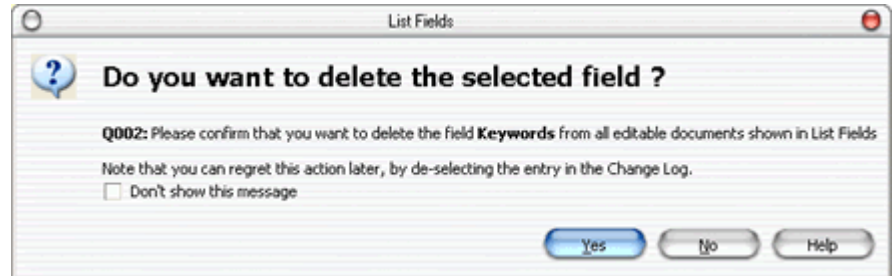 List Fields
Do you want to delete the selected field ?
Q002: Please confirm that you want to delete the field Keywords from all editable documents shown in List Fields
Note that you can regret this action later, by de-selecting the entry in the Change Log.
Don't show this message
Yes No Help